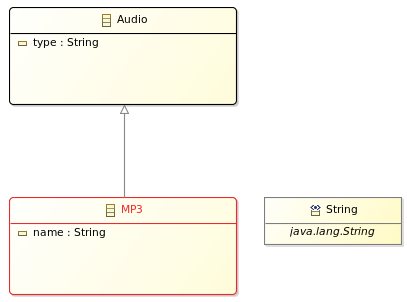 Audio
type : String
MP3
name : String
String
java.lang.String